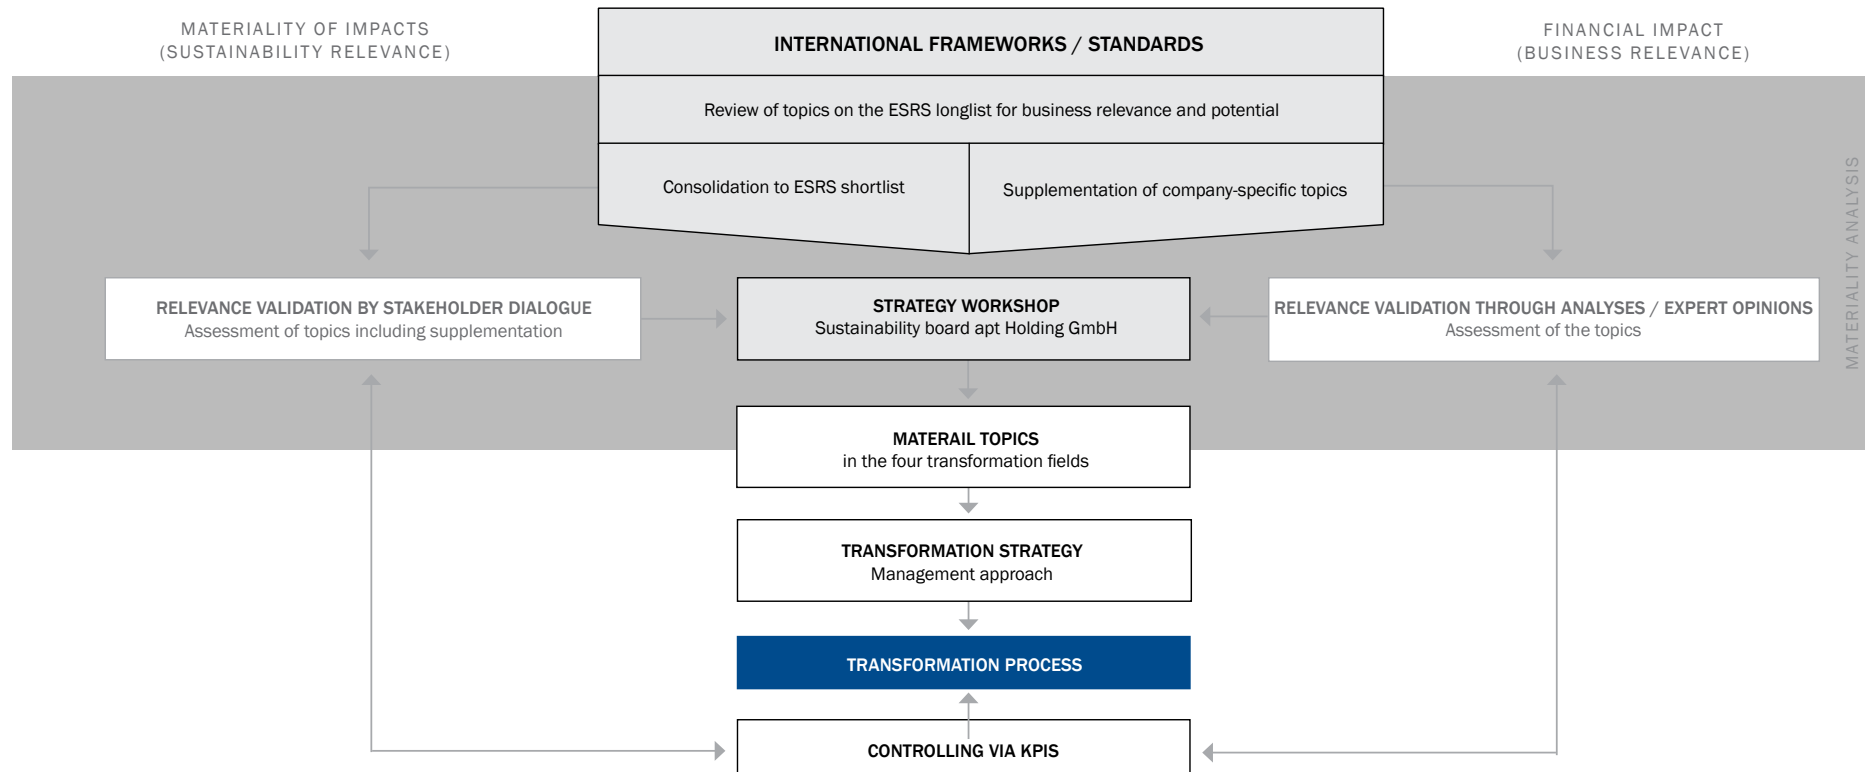 MATERIALITY OF IMPACTS
(SUSTAINABILITY RELEVANCE)
INTERNATIONAL FRAMEWORKS / STANDARDS
FINANCIAL IMPACT
(BUSINESS RELEVANCE)
Review of topics on the ESRS longlist for business relevance and potential
Consolidation to ESRS shortlist
Supplementation of company-specific topics
MATERIALITY ANALYSIS
RELEVANCE VALIDATION BY STAKEHOLDER DIALOGUE
Assessment of topics including supplementation
STRATEGY WORKSHOP
Sustainability board apt Holding GmbH
RELEVANCE VALIDATION THROUGH ANALYSES / EXPERT OPINIONS
Assessment of the topics
MATERAIL TOPICS
in the four transformation fields
TRANSFORMATION STRATEGY
Management approach
TRANSFORMATION PROCESS
CONTROLLING VIA KPIS